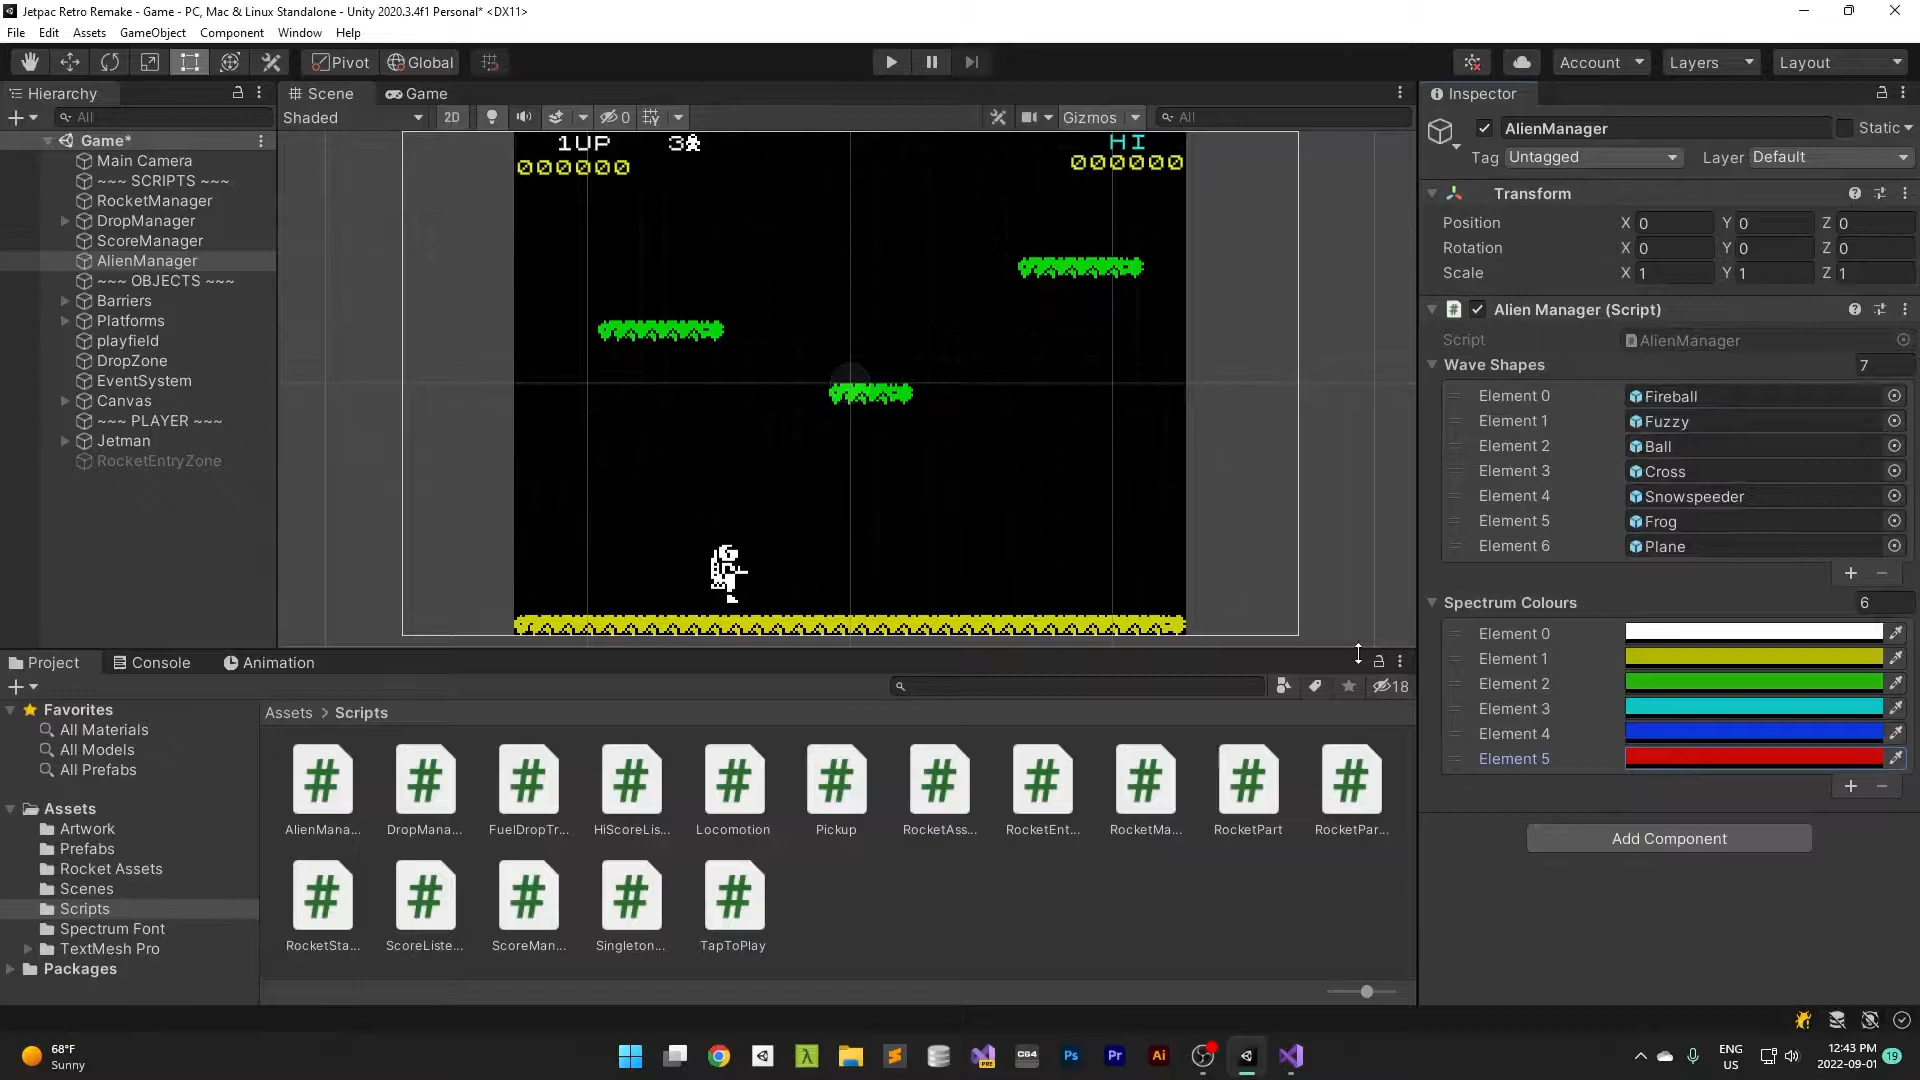 Jetpac Retro Remake - Game - PC, Mac & Linux Standalone - Unity 2020.3.4f1 Personal* <DX11>
File Edit Assets GameObject Component Window Help
Pivot Global Account Layers Layout
Hierarchy
All
Game*
Main Camera
~~~ SCRIPTS ~~~
RocketManager
DropManager
ScoreManager
AlienManager
~~~ OBJECTS ~~~
Barriers
Platforms
playfield
DropZone
EventSystem
Canvas
~~~ PLAYER ~~~
Jetman
RocketEntryZone
Scene Game
Shaded 2D 0 Gizmos All
1UP 3 HI
000000 000000
Inspector
AlienManager Static
Tag Untagged Layer Default
Transform
Position X 0 Y 0 Z 0
Rotation X 0 Y 0 Z 0
Scale X 1 Y 1 Z 1
# Alien Manager (Script)
Script AlienManager
Wave Shapes 7
Element 0 Fireball
Element 1 Fuzzy
Element 2 Ball
Element 3 Cross
Element 4 Snowspeeder
Element 5 Frog
Element 6 Plane
+ −
Spectrum Colours 6
Element 0
Element 1
Element 2
Element 3
Element 4
Element 5
+ −
Add Component
Project Console Animation
18
Favorites
All Materials
All Models
All Prefabs
Assets
Artwork
Prefabs
Rocket Assets
Scenes
Scripts
Spectrum Font
TextMesh Pro
Packages
Assets > Scripts
# # # # # # # # # # #
AlienMana... DropMana... FuelDropTr... HiScoreLis... Locomotion Pickup RocketAss... RocketEnt... RocketMa... RocketPart RocketPar...
# # # # #
RocketSta... ScoreListe... ScoreMan... Singleton... TapToPlay
68°F
Sunny
λ PRE CG4 Ps Pr Ai
ENG
US
12:43 PM
2022-09-01
19